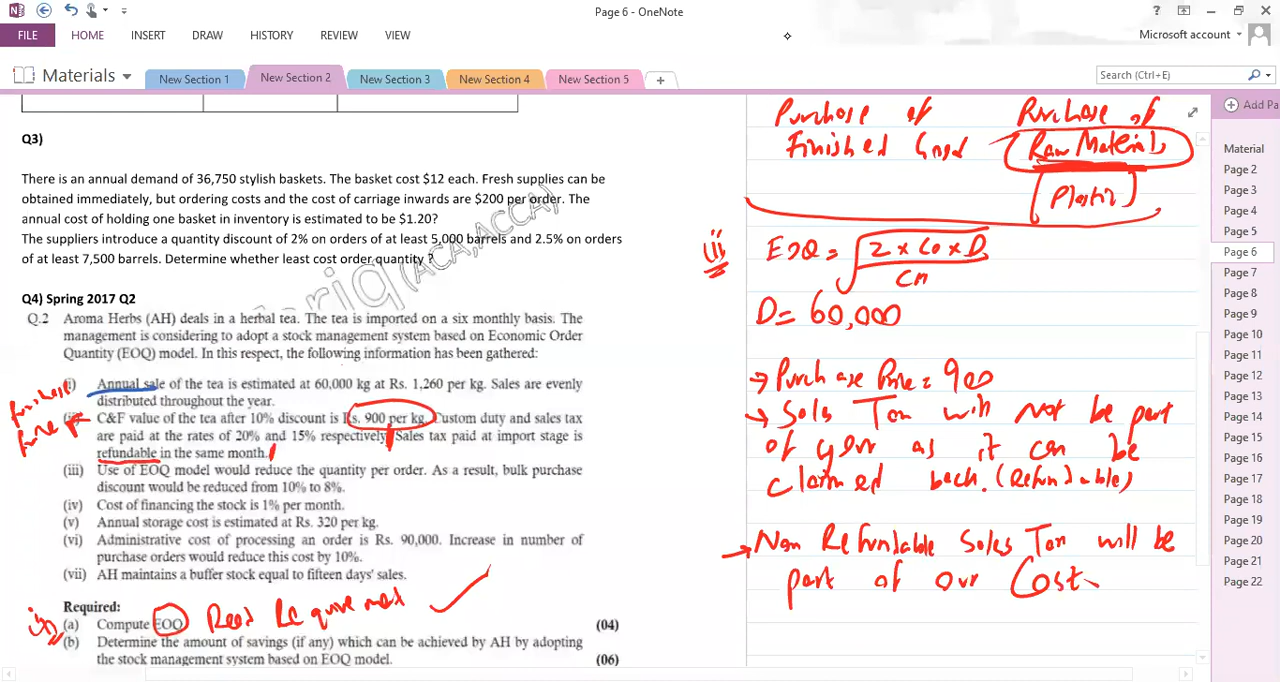 Page 6 - OneNote
FILE HOME INSERT DRAW HISTORY REVIEW VIEW
Microsoft account
Materials
New Section 1 New Section 2 New Section 3 New Section 4 New Section 5 +
Search (Ctrl+E)
Add Pa
Material
Page 2
Page 3
Page 4
Page 5
Page 6
Page 7
Page 8
Page 9
Page 10
Page 11
Page 12
Page 13
Page 14
Page 15
Page 16
Page 17
Page 18
Page 19
Page 20
Page 21
Page 22
Q3)
There is an annual demand of 36,750 stylish baskets. The basket cost $12 each. Fresh supplies can be
obtained immediately, but ordering costs and the cost of carriage inwards are $200 per order. The
annual cost of holding one basket in inventory is estimated to be $1.20?
The suppliers introduce a quantity discount of 2% on orders of at least 5,000 barrels and 2.5% on orders
of at least 7,500 barrels. Determine whether least cost order quantity ?
(ACA,ACCA)
Q4) Spring 2017 Q2
Q.2 Aroma Herbs (AH) deals in a herbal tea. The tea is imported on a six monthly basis. The
management is considering to adopt a stock management system based on Economic Order
Quantity (EOQ) model. In this respect, the following information has been gathered:
(i) Annual sale of the tea is estimated at 60,000 kg at Rs. 1,260 per kg. Sales are evenly
distributed throughout the year.
(ii) C&F value of the tea after 10% discount is Rs. 900 per kg. Custom duty and sales tax
are paid at the rates of 20% and 15% respectively. Sales tax paid at import stage is
refundable in the same month.
(iii) Use of EOQ model would reduce the quantity per order. As a result, bulk purchase
discount would be reduced from 10% to 8%.
(iv) Cost of financing the stock is 1% per month.
(v) Annual storage cost is estimated at Rs. 320 per kg.
(vi) Administrative cost of processing an order is Rs. 90,000. Increase in number of
purchase orders would reduce this cost by 10%.
(vii) AH maintains a buffer stock equal to fifteen days' sales.
Required:
(a) Compute EOQ (04)
Read Requirement
(b) Determine the amount of savings (if any) which can be achieved by AH by adopting
the stock management system based on EOQ model. (06)
Purchase of Purchase of
Finished Good Raw Material
Plastic
(ii) EOQ = √ 2 × Co × D
CH
D = 60,000
→ Purchase Price = 900
→ Sales Tax will not be part
of your as it can be
claimed back. (Refundable)
→ Non Refundable Sales Tax will be
part of our Cost